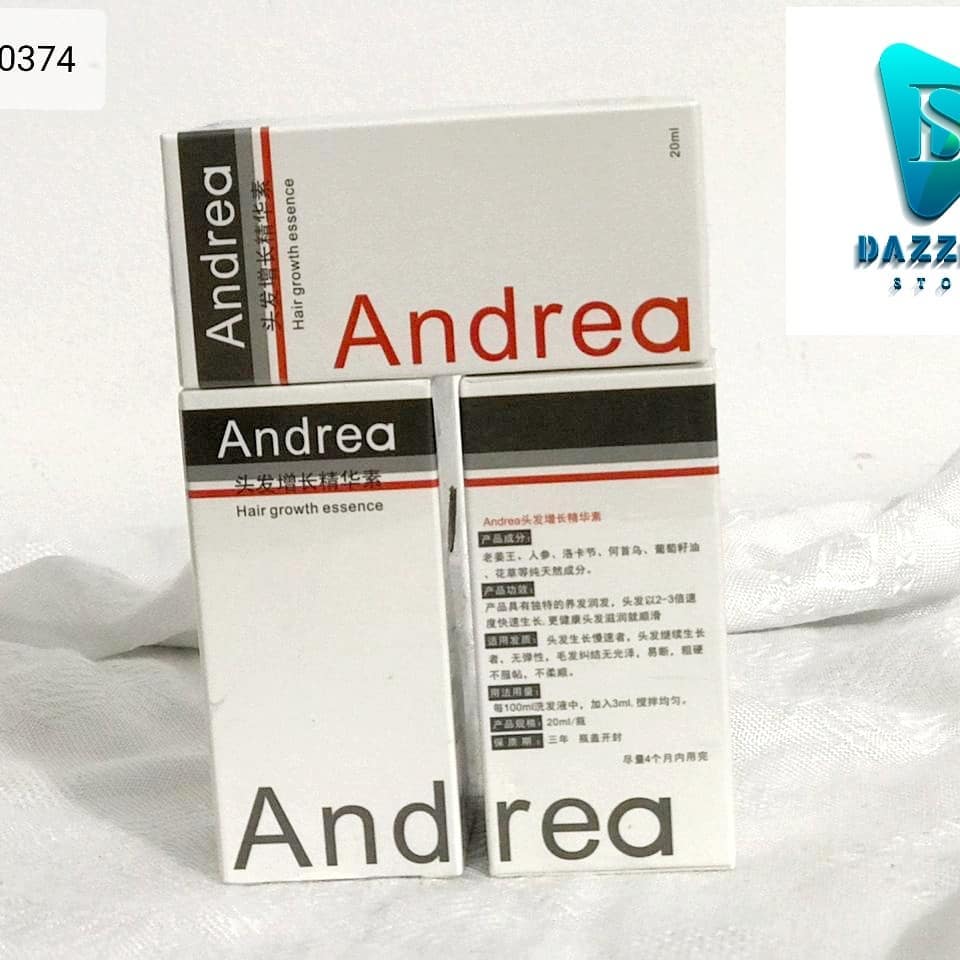 0374
DAZZ
STO
Andrea
头发增长精华素
Hair growth essence
20ml
Andrea
Andrea
头发增长精华素
Hair growth essence
Andrea头发增长精华素
产品成分:
老姜王、人参、洛卡节、何首乌、葡萄籽油
、花草等纯天然成分。
产品功效:
产品具有独特的养发润发,头发以2-3倍速
度快速生长,更健康头发滋润就顺滑
适用发质: 头发生长慢速者,头发继续生长
者,无弹性,毛发纠结无光泽,易断,粗硬
不服帖,不柔顺。
用法用量:
每100ml洗发液中,加入3ml,搅拌均匀。
产品规格: 20ml/瓶
保质期: 三年 瓶盖开封
尽量4个月内用完
Andrea